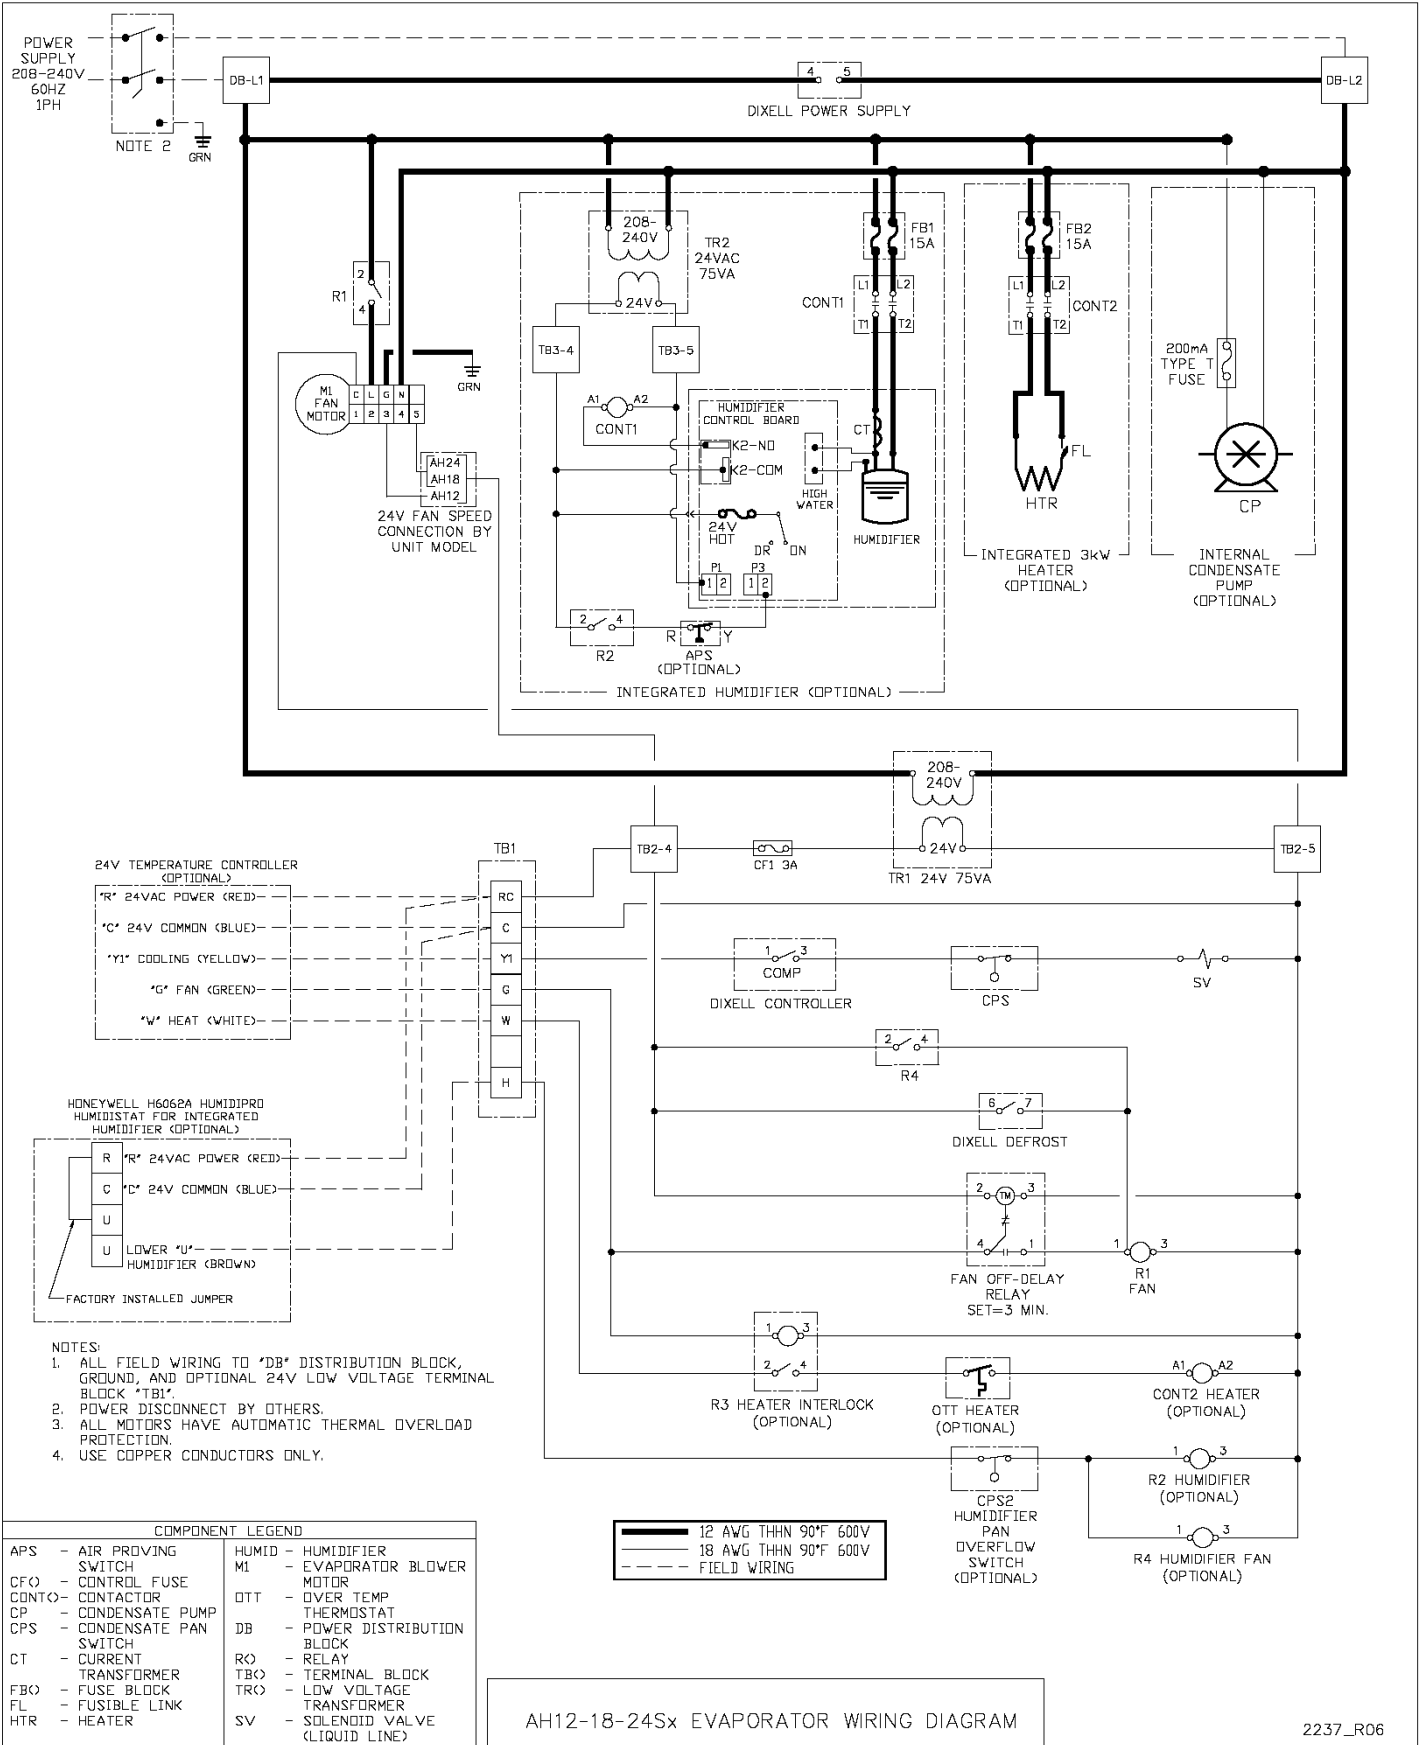 POWER
SUPPLY
208-240V
60HZ
1PH
NOTE 2
GRN
DB-L1
4 5
DIXELL POWER SUPPLY
DB-L2
2
R1
4
M1
FAN
MOTOR
C L G N
1 2 3 4 5
GRN
AH24
AH18
AH12
24V FAN SPEED
CONNECTION BY
UNIT MODEL
208-
240V
24V
TR2
24VAC
75VA
TB3-4
TB3-5
A1 A2
CONT1
HUMIDIFIER
CONTROL BOARD
K2-NO
K2-COM
HIGH
WATER
24V
HOT
DR ON
P1
1 2
P3
1 2
2 4
R2
R Y
APS
(OPTIONAL)
INTEGRATED HUMIDIFIER (OPTIONAL)
FB1
15A
CONT1
L1 L2
T1 T2
CT
HUMIDIFIER
FB2
15A
L1 L2
CONT2
T1 T2
FL
HTR
INTEGRATED 3kW
HEATER
(OPTIONAL)
200mA
TYPE T
FUSE
CP
INTERNAL
CONDENSATE
PUMP
(OPTIONAL)
208-
240V
24V
TR1 24V 75VA
TB2-4
CF1 3A
TB2-5
24V TEMPERATURE CONTROLLER
(OPTIONAL)
"R" 24VAC POWER (RED)
"C" 24V COMMON (BLUE)
"Y1" COOLING (YELLOW)
"G" FAN (GREEN)
"W" HEAT (WHITE)
TB1
RC
C
Y1
G
W
H
1 3
COMP
DIXELL CONTROLLER
CPS
SV
2 4
R4
6 7
DIXELL DEFROST
2 TM 3
4 1
FAN OFF-DELAY
RELAY
SET=3 MIN.
1 3
R1
FAN
HONEYWELL H6062A HUMIDIPRO
HUMIDISTAT FOR INTEGRATED
HUMIDIFIER (OPTIONAL)
R "R" 24VAC POWER (RED)
C "C" 24V COMMON (BLUE)
U
U LOWER "U"
HUMIDIFIER (BROWN)
FACTORY INSTALLED JUMPER
1 3
2 4
R3 HEATER INTERLOCK
(OPTIONAL)
OTT HEATER
(OPTIONAL)
A1 A2
CONT2 HEATER
(OPTIONAL)
CPS2
HUMIDIFIER
PAN
OVERFLOW
SWITCH
(OPTIONAL)
1 3
R2 HUMIDIFIER
(OPTIONAL)
1 3
R4 HUMIDIFIER FAN
(OPTIONAL)
NOTES:
1. ALL FIELD WIRING TO "DB" DISTRIBUTION BLOCK,
GROUND, AND OPTIONAL 24V LOW VOLTAGE TERMINAL
BLOCK "TB1".
2. POWER DISCONNECT BY OTHERS.
3. ALL MOTORS HAVE AUTOMATIC THERMAL OVERLOAD
PROTECTION.
4. USE COPPER CONDUCTORS ONLY.
12 AWG THHN 90°F 600V
18 AWG THHN 90°F 600V
FIELD WIRING
COMPONENT LEGEND
APS - AIR PROVING
SWITCH
CF() - CONTROL FUSE
CONT() - CONTACTOR
CP - CONDENSATE PUMP
CPS - CONDENSATE PAN
SWITCH
CT - CURRENT
TRANSFORMER
FB() - FUSE BLOCK
FL - FUSIBLE LINK
HTR - HEATER
HUMID - HUMIDIFIER
M1 - EVAPORATOR BLOWER
MOTOR
OTT - OVER TEMP
THERMOSTAT
DB - POWER DISTRIBUTION
BLOCK
R() - RELAY
TB() - TERMINAL BLOCK
TR() - LOW VOLTAGE
TRANSFORMER
SV - SOLENOID VALVE
(LIQUID LINE)
AH12-18-24Sx EVAPORATOR WIRING DIAGRAM
2237_R06